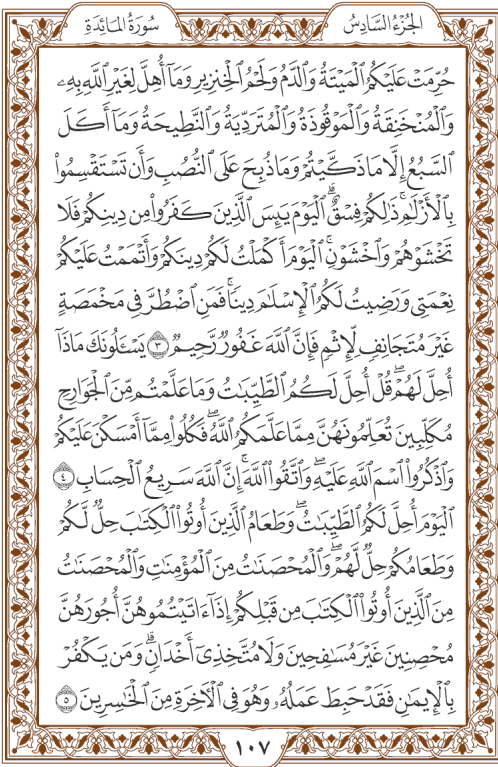 الجُزْءُ السَّادِسُ
سُورَةُ المَائدَةِ
حُرِّمَتْ عَلَيْكُمُ ٱلْمَيْتَةُ وَٱلدَّمُ وَلَحْمُ ٱلْخِنزِيرِ وَمَآ أُهِلَّ لِغَيْرِ ٱللَّهِ بِهِۦ
وَٱلْمُنْخَنِقَةُ وَٱلْمَوْقُوذَةُ وَٱلْمُتَرَدِّيَةُ وَٱلنَّطِيحَةُ وَمَآ أَكَلَ
ٱلسَّبُعُ إِلَّا مَا ذَكَّيْتُمْ وَمَا ذُبِحَ عَلَى ٱلنُّصُبِ وَأَن تَسْتَقْسِمُوا۟
بِٱلْأَزْلَٰمِ ۚ ذَٰلِكُمْ فِسْقٌ ۗ ٱلْيَوْمَ يَئِسَ ٱلَّذِينَ كَفَرُوا۟ مِن دِينِكُمْ فَلَا
تَخْشَوْهُمْ وَٱخْشَوْنِ ۚ ٱلْيَوْمَ أَكْمَلْتُ لَكُمْ دِينَكُمْ وَأَتْمَمْتُ عَلَيْكُمْ
نِعْمَتِى وَرَضِيتُ لَكُمُ ٱلْإِسْلَٰمَ دِينًا ۚ فَمَنِ ٱضْطُرَّ فِى مَخْمَصَةٍ
غَيْرَ مُتَجَانِفٍ لِّإِثْمٍ ۙ فَإِنَّ ٱللَّهَ غَفُورٌ رَّحِيمٌ ٣ يَسْـَٔلُونَكَ مَاذَآ
أُحِلَّ لَهُمْ ۖ قُلْ أُحِلَّ لَكُمُ ٱلطَّيِّبَٰتُ ۙ وَمَا عَلَّمْتُم مِّنَ ٱلْجَوَارِحِ
مُكَلِّبِينَ تُعَلِّمُونَهُنَّ مِمَّا عَلَّمَكُمُ ٱللَّهُ ۖ فَكُلُوا۟ مِمَّآ أَمْسَكْنَ عَلَيْكُمْ
وَٱذْكُرُوا۟ ٱسْمَ ٱللَّهِ عَلَيْهِ ۖ وَٱتَّقُوا۟ ٱللَّهَ ۚ إِنَّ ٱللَّهَ سَرِيعُ ٱلْحِسَابِ ٤
ٱلْيَوْمَ أُحِلَّ لَكُمُ ٱلطَّيِّبَٰتُ ۖ وَطَعَامُ ٱلَّذِينَ أُوتُوا۟ ٱلْكِتَٰبَ حِلٌّ لَّكُمْ
وَطَعَامُكُمْ حِلٌّ لَّهُمْ ۖ وَٱلْمُحْصَنَٰتُ مِنَ ٱلْمُؤْمِنَٰتِ وَٱلْمُحْصَنَٰتُ
مِنَ ٱلَّذِينَ أُوتُوا۟ ٱلْكِتَٰبَ مِن قَبْلِكُمْ إِذَآ ءَاتَيْتُمُوهُنَّ أُجُورَهُنَّ
مُحْصِنِينَ غَيْرَ مُسَٰفِحِينَ وَلَا مُتَّخِذِىٓ أَخْدَانٍ ۗ وَمَن يَكْفُرْ
بِٱلْإِيمَٰنِ فَقَدْ حَبِطَ عَمَلُهُۥ وَهُوَ فِى ٱلْءَاخِرَةِ مِنَ ٱلْخَٰسِرِينَ ٥
١٠٧